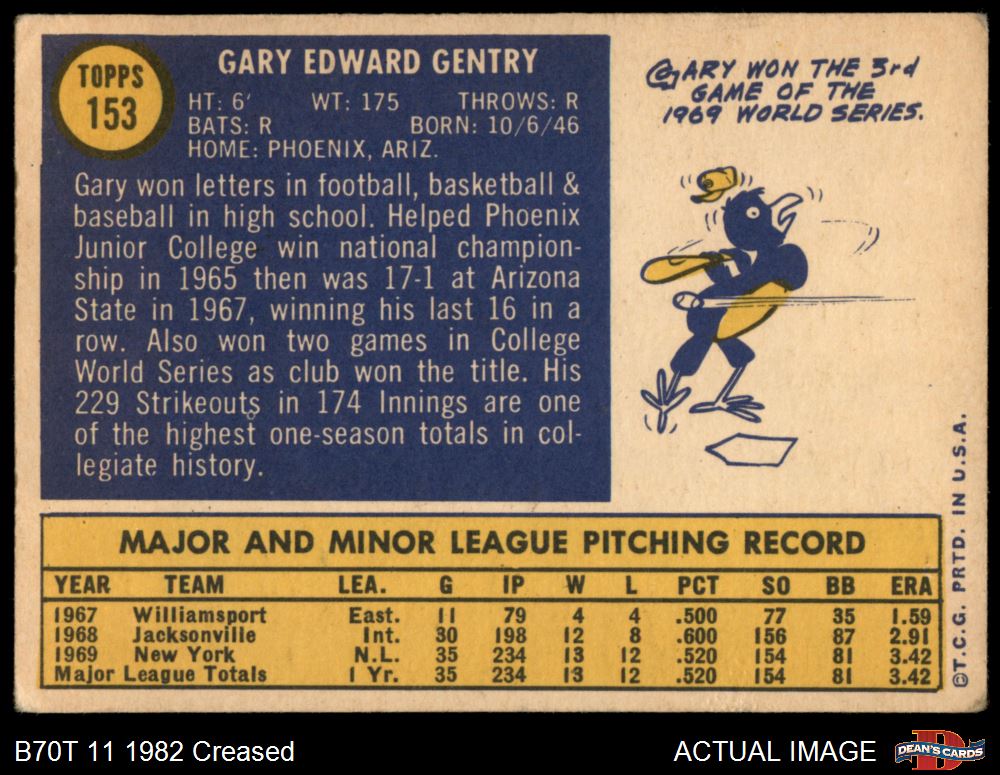 TOPPS
153
GARY EDWARD GENTRY
HT: 6' WT: 175 THROWS: R
BATS: R BORN: 10/6/46
HOME: PHOENIX, ARIZ.
Gary won letters in football, basketball &
baseball in high school. Helped Phoenix
Junior College win national champion-
ship in 1965 then was 17-1 at Arizona
State in 1967, winning his last 16 in a
row. Also won two games in College
World Series as club won the title. His
229 Strikeouts in 174 Innings are one
of the highest one-season totals in col-
legiate history.
GARY WON THE 3rd
GAME OF THE
1969 WORLD SERIES.
MAJOR AND MINOR LEAGUE PITCHING RECORD
YEAR TEAM LEA. G IP W L PCT SO BB ERA
1967 Williamsport East. 11 79 4 4 .500 77 35 1.59
1968 Jacksonville Int. 30 198 12 8 .600 156 87 2.91
1969 New York N.L. 35 234 13 12 .520 154 81 3.42
Major League Totals 1 Yr. 35 234 13 12 .520 154 81 3.42
©T.C.G. PRTD. IN U.S.A.
B70T 11 1982 Creased
ACTUAL IMAGE
D
DEAN'S CARDS